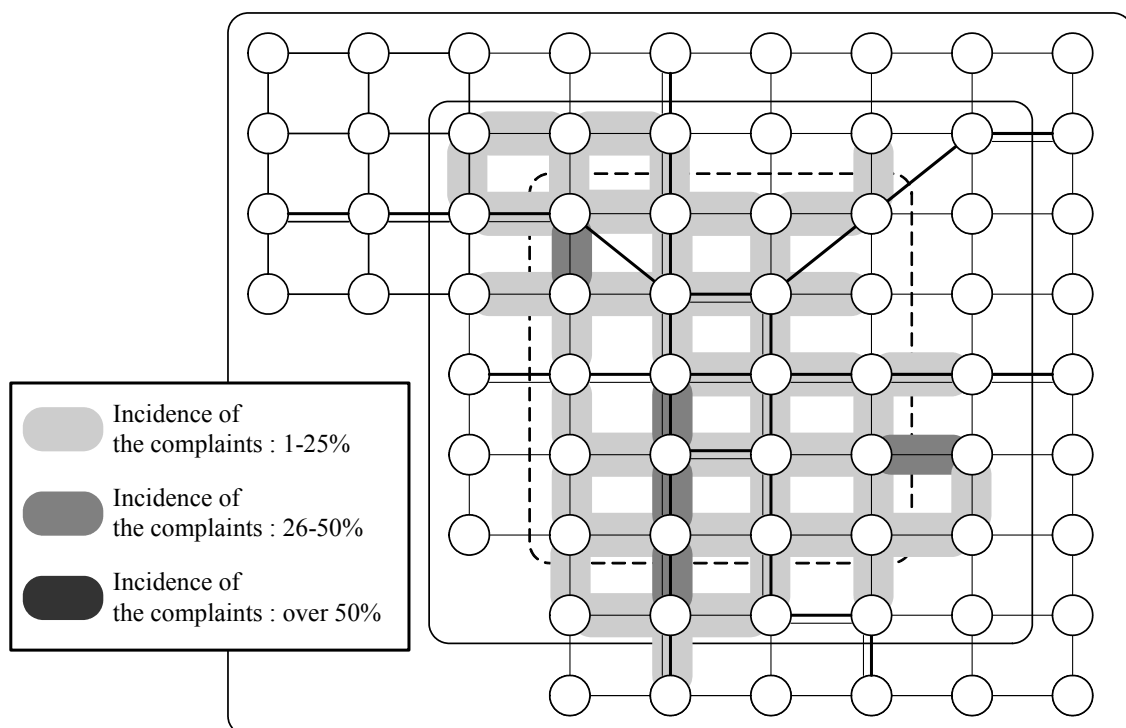 Incidence of
the complaints : 1-25%
Incidence of
the complaints : 26-50%
Incidence of
the complaints : over 50%